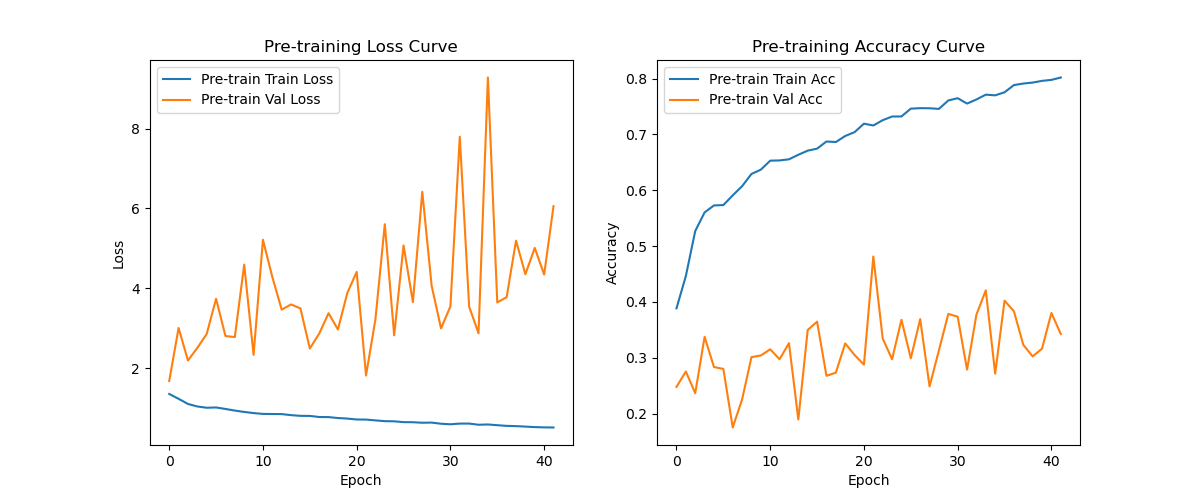 Pre-training Loss Curve
Pre-train Train Loss
Pre-train Val Loss
8
6
4
2
Loss
0
10
20
30
40
Epoch
Pre-training Accuracy Curve
Pre-train Train Acc
Pre-train Val Acc
0.8
0.7
0.6
0.5
0.4
0.3
0.2
Accuracy
0
10
20
30
40
Epoch